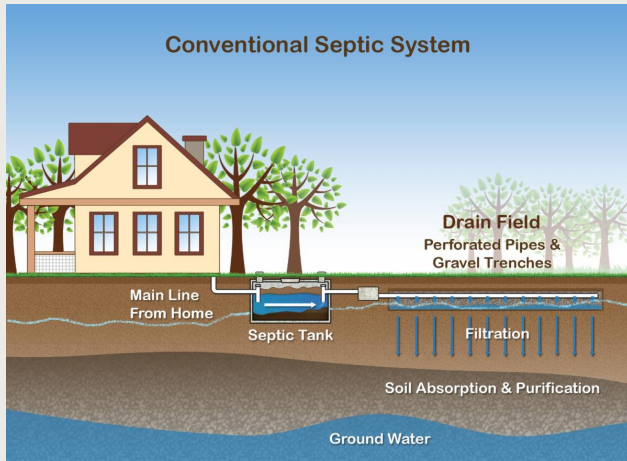 Conventional Septic System
Drain Field
Perforated Pipes &
Gravel Trenches
Main Line
From Home
Septic Tank
Filtration
Soil Absorption & Purification
Ground Water